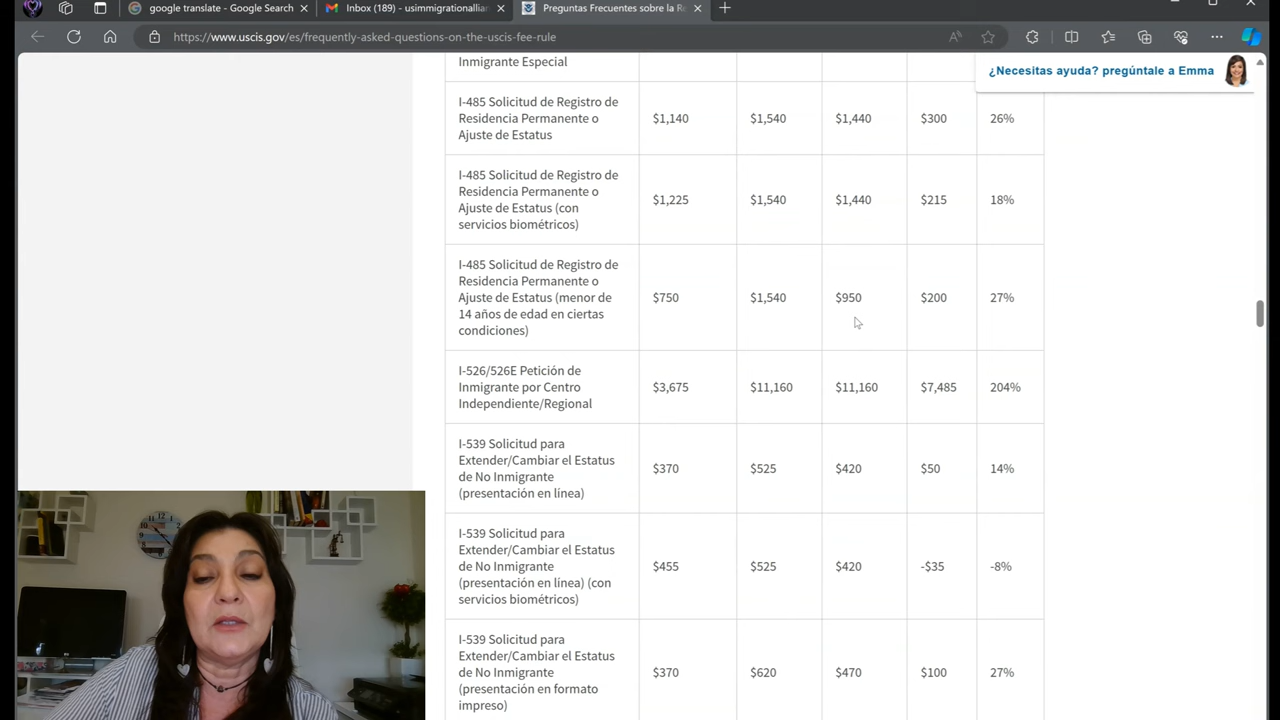 google translate - Google Search
Inbox (189) - usimmigrationallian
Preguntas Frecuentes sobre la Re
https://www.uscis.gov/es/frequently-asked-questions-on-the-uscis-fee-rule
¿Necesitas ayuda? pregúntale a Emma
Inmigrante Especial
I-485 Solicitud de Registro de
Residencia Permanente o
Ajuste de Estatus
$1,140 $1,540 $1,440 $300 26%
I-485 Solicitud de Registro de
Residencia Permanente o
Ajuste de Estatus (con
servicios biométricos)
$1,225 $1,540 $1,440 $215 18%
I-485 Solicitud de Registro de
Residencia Permanente o
Ajuste de Estatus (menor de
14 años de edad en ciertas
condiciones)
$750 $1,540 $950 $200 27%
I-526/526E Petición de
Inmigrante por Centro
Independiente/Regional
$3,675 $11,160 $11,160 $7,485 204%
I-539 Solicitud para
Extender/Cambiar el Estatus
de No Inmigrante
(presentación en línea)
$370 $525 $420 $50 14%
I-539 Solicitud para
Extender/Cambiar el Estatus
de No Inmigrante
(presentación en línea) (con
servicios biométricos)
$455 $525 $420 -$35 -8%
I-539 Solicitud para
Extender/Cambiar el Estatus
de No Inmigrante
(presentación en formato
impreso)
$370 $620 $470 $100 27%